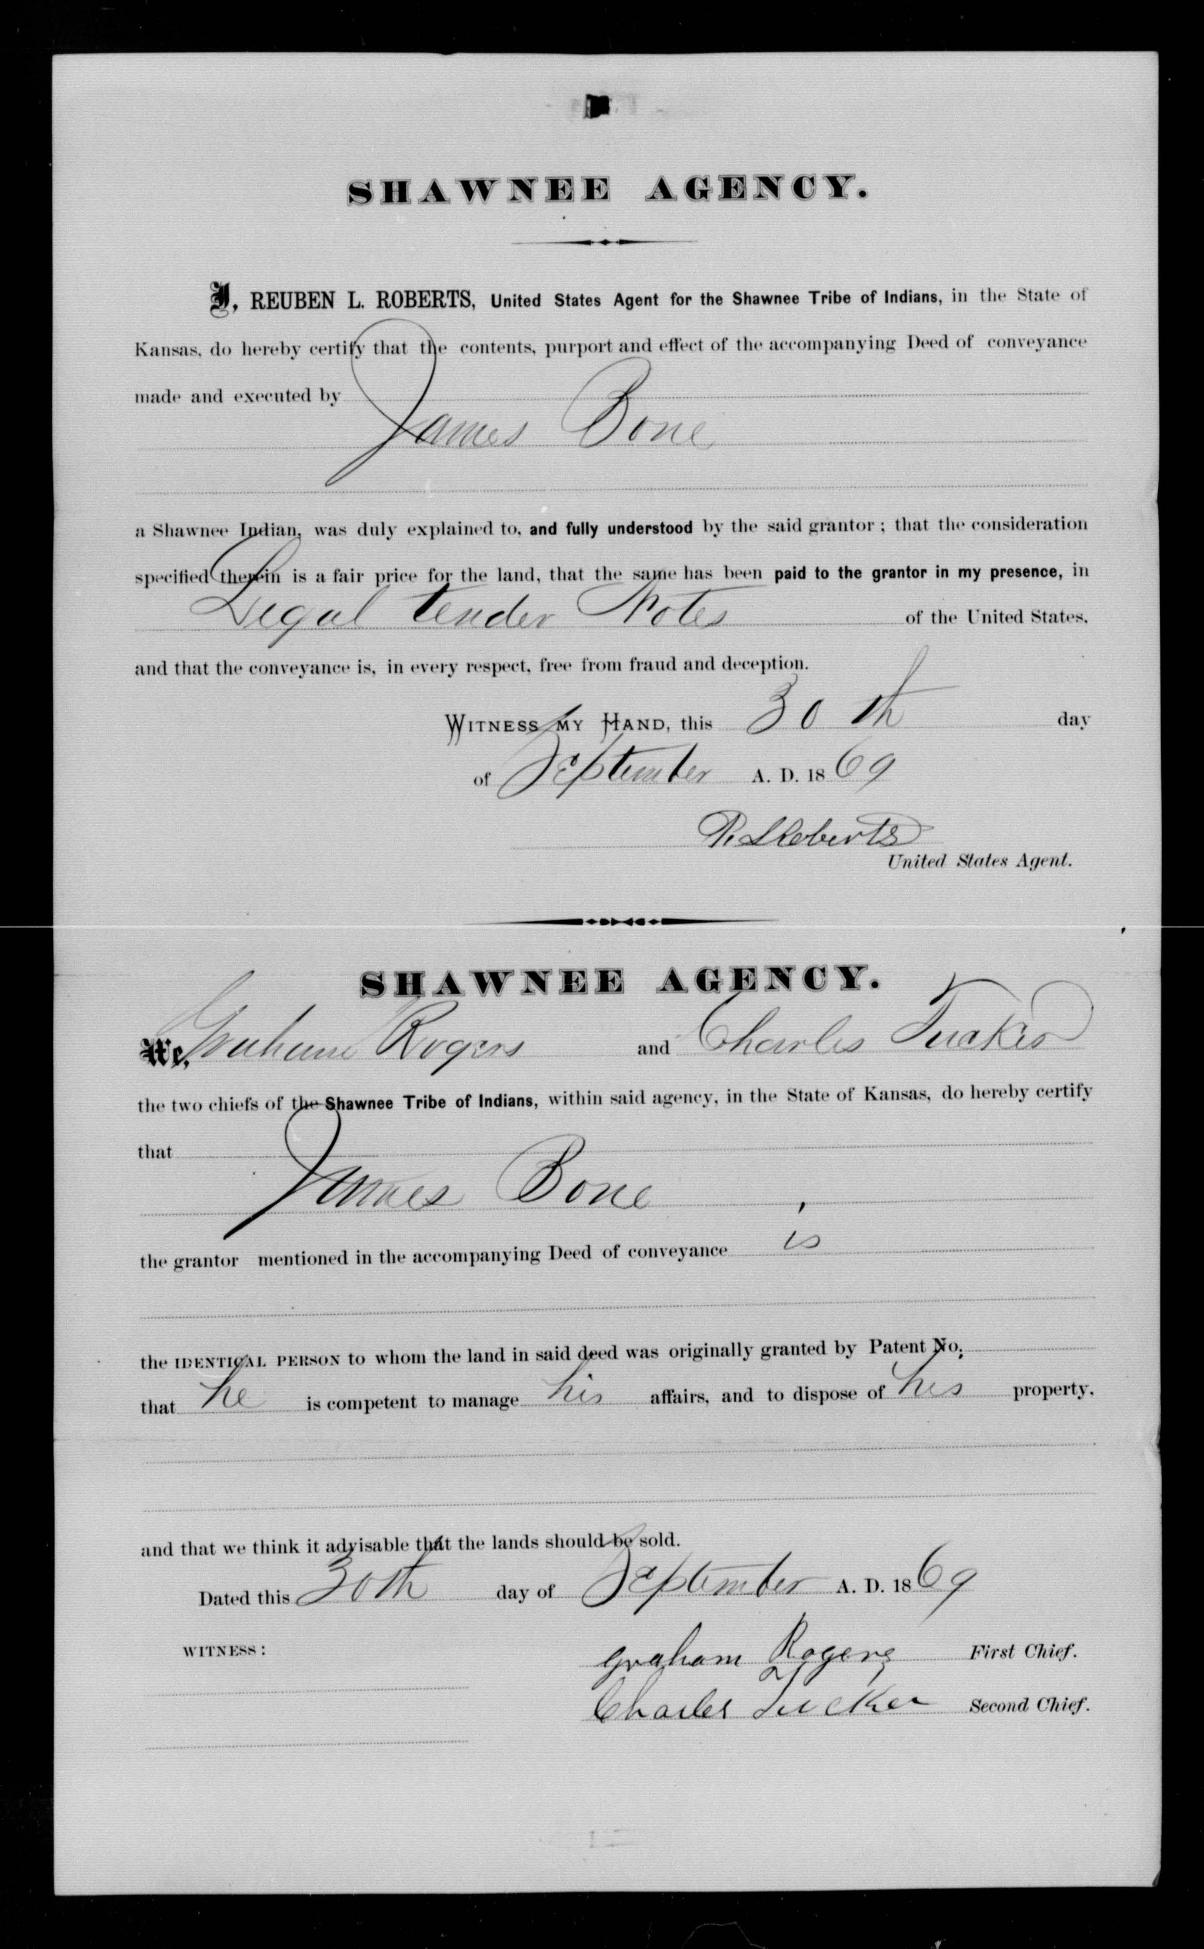 SHAWNEE AGENCY.
I, REUBEN L. ROBERTS, United States Agent for the Shawnee Tribe of Indians, in the State of
Kansas, do hereby certify that the contents, purport and effect of the accompanying Deed of conveyance
made and executed by
James Bone
a Shawnee Indian, was duly explained to, and fully understood by the said grantor; that the consideration
specified therein is a fair price for the land, that the same has been paid to the grantor in my presence, in
Legal tender Notes of the United States,
and that the conveyance is, in every respect, free from fraud and deception.
WITNESS MY HAND, this 30th day
of September A. D. 1869
R. L Roberts
United States Agent.
SHAWNEE AGENCY.
We, Graham Rogers and Charles Tucker
the two chiefs of the Shawnee Tribe of Indians, within said agency, in the State of Kansas, do hereby certify
that
James Bone
the grantor mentioned in the accompanying Deed of conveyance is
the IDENTICAL PERSON to whom the land in said deed was originally granted by Patent No.
that he is competent to manage his affairs, and to dispose of his property,
and that we think it advisable that the lands should be sold.
Dated this 30th day of September A. D. 1869
WITNESS:
Graham Rogers First Chief.
Charles Tucker Second Chief.